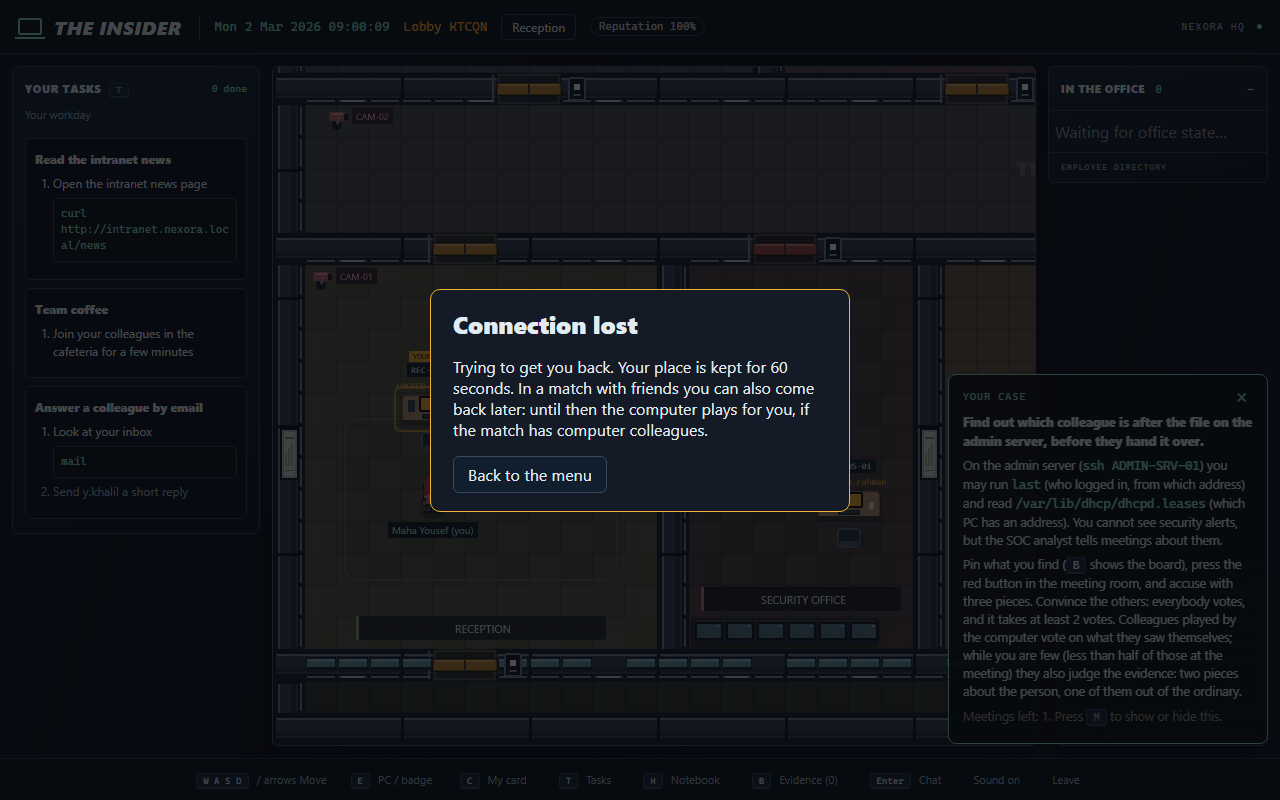 THE INSIDER
Mon 2 Mar 2026 09:00:09
Lobby KTCQN
Reception
Reputation 100%
NEXORA HQ
YOUR TASKS T
0 done
Your workday
Read the intranet news
1. Open the intranet news page
curl
http://intranet.nexora.loc
al/news
Team coffee
1. Join your colleagues in the
cafeteria for a few minutes
Answer a colleague by email
1. Look at your inbox
mail
2. Send y.khalil a short reply
CAM-02
CAM-01
Maha Yousef (you)
RECEPTION
SECURITY OFFICE
Connection lost
Trying to get you back. Your place is kept for 60
seconds. In a match with friends you can also come
back later: until then the computer plays for you, if
the match has computer colleagues.
Back to the menu
IN THE OFFICE 0
–
Waiting for office state...
EMPLOYEE DIRECTORY
YOUR CASE
Find out which colleague is after the file on the
admin server, before they hand it over.
On the admin server (ssh ADMIN-SRV-01) you
may run last (who logged in, from which address)
and read /var/lib/dhcp/dhcpd.leases (which
PC has an address). You cannot see security alerts,
but the SOC analyst tells meetings about them.
Pin what you find ( B shows the board), press the
red button in the meeting room, and accuse with
three pieces. Convince the others: everybody votes,
and it takes at least 2 votes. Colleagues played by
the computer vote on what they saw themselves;
while you are few (less than half of those at the
meeting) they also judge the evidence: two pieces
about the person, one of them out of the ordinary.
Meetings left: 1. Press M to show or hide this.
W A S D / arrows Move
E PC / badge
C My card
T Tasks
H Notebook
B Evidence (0)
Enter Chat
Sound on
Leave